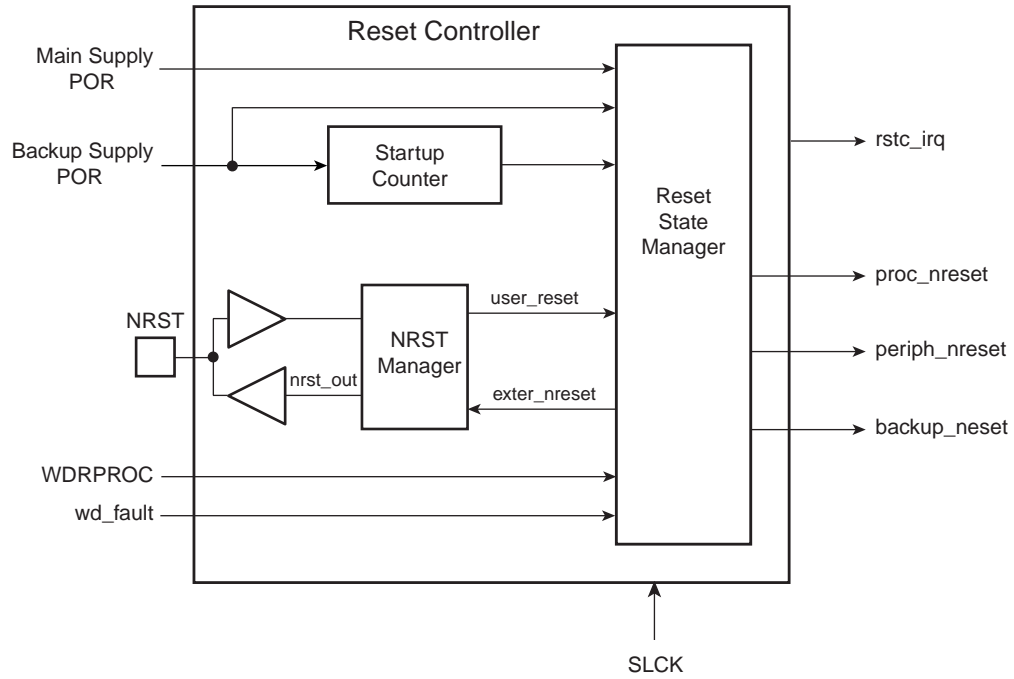 Reset Controller
Main Supply
POR
Backup Supply
POR
Startup
Counter
rstc_irq
Reset
State
Manager
proc_nreset
user_reset
NRST
NRST
Manager
periph_nreset
nrst_out
exter_nreset
backup_neset
WDRPROC
wd_fault
SLCK